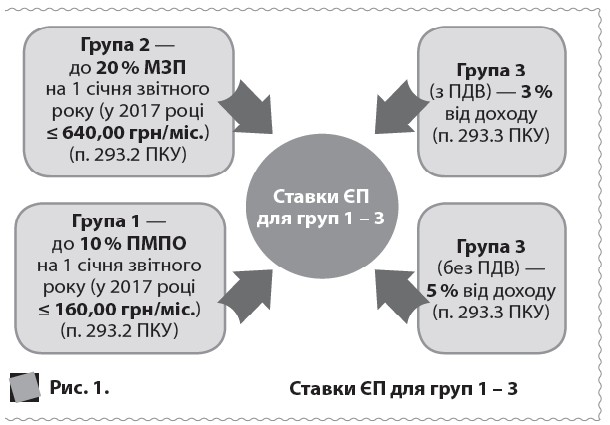 Група 2 —
до 20 % МЗП
на 1 січня звітного
року (у 2017 році
≤ 640,00 грн/міс.)
(п. 293.2 ПКУ)
Група 3
(з ПДВ) — 3 %
від доходу
(п. 293.3 ПКУ)
Ставки ЄП
для груп 1 – 3
Група 1 —
до 10 % ПМПО
на 1 січня звітного
року (у 2017 році
≤ 160,00 грн/міс.)
(п. 293.2 ПКУ)
Група 3
(без ПДВ) —
5 % від доходу
(п. 293.3 ПКУ)
Рис. 1. Ставки ЄП для груп 1 – 3